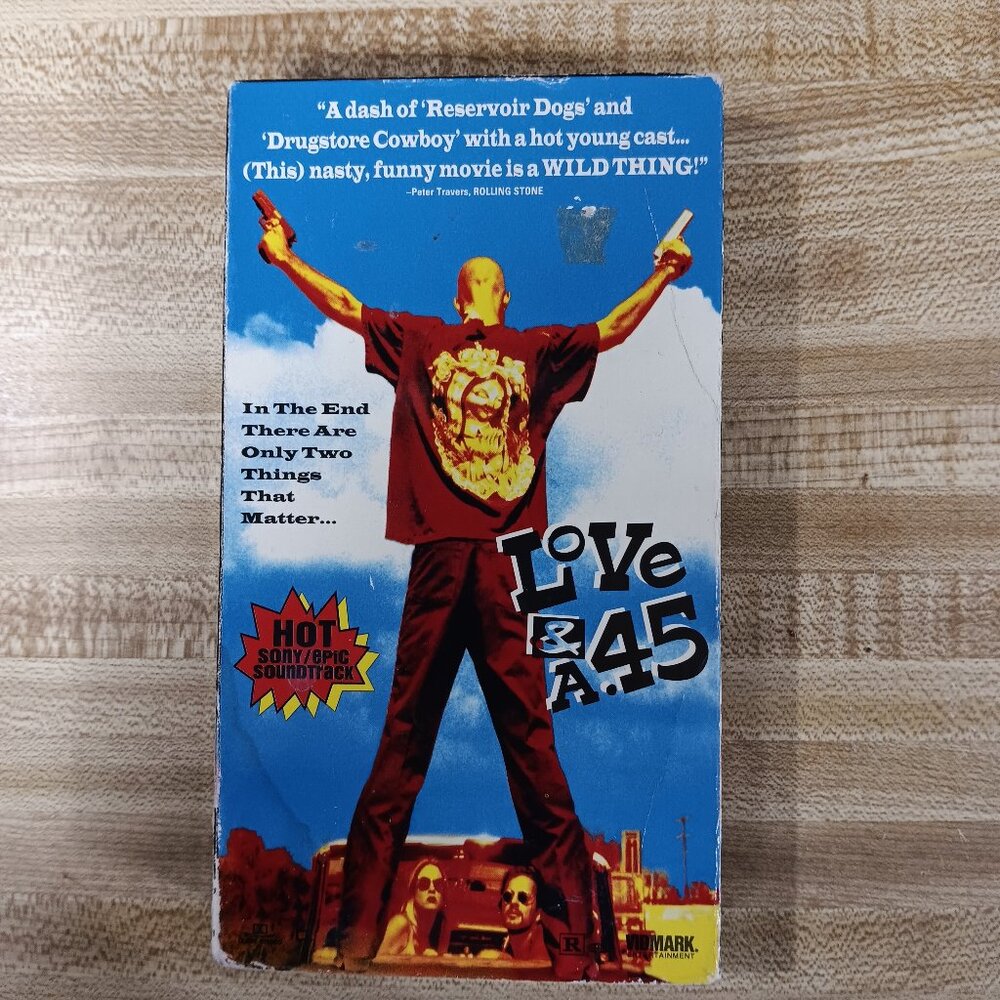 “A dash of ‘Reservoir Dogs’ and
‘Drugstore Cowboy’ with a hot young cast...
(This) nasty, funny movie is a WILD THING!”
–Peter Travers, ROLLING STONE
In The End
There Are
Only Two
Things
That
Matter...
LOVE
& A .45
HOT
SONY/EPIC
SOUNDTRACK
R
VIDMARK
ENTERTAINMENT